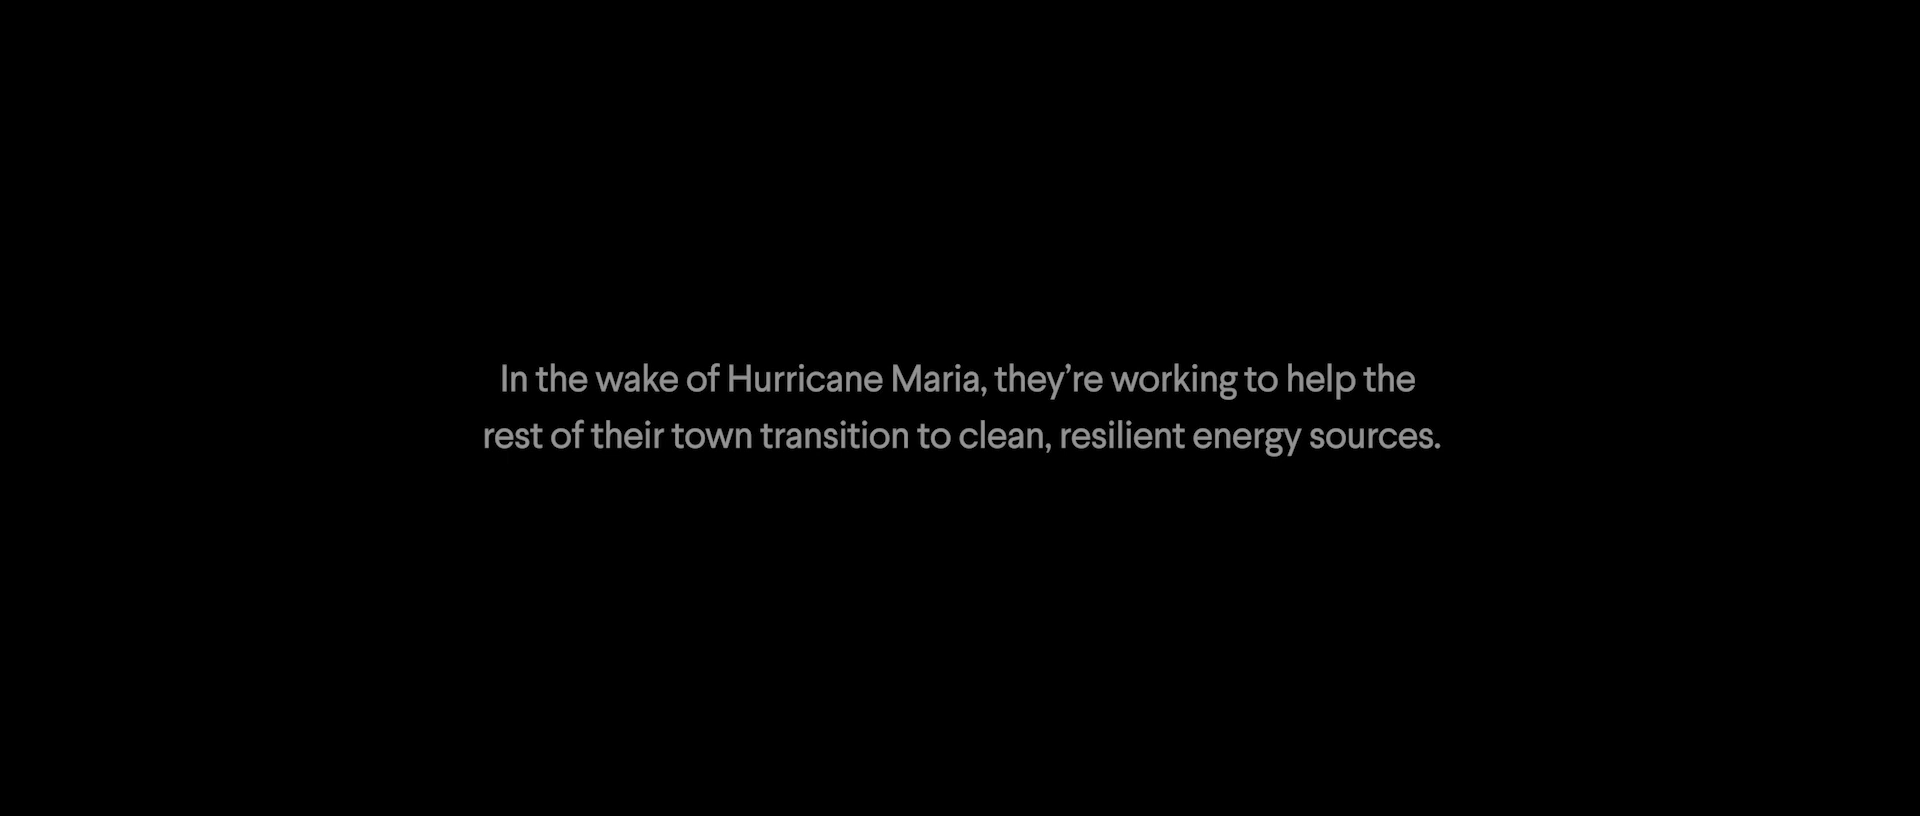 In the wake of Hurricane Maria, they’re working to help the
rest of their town transition to clean, resilient energy sources.